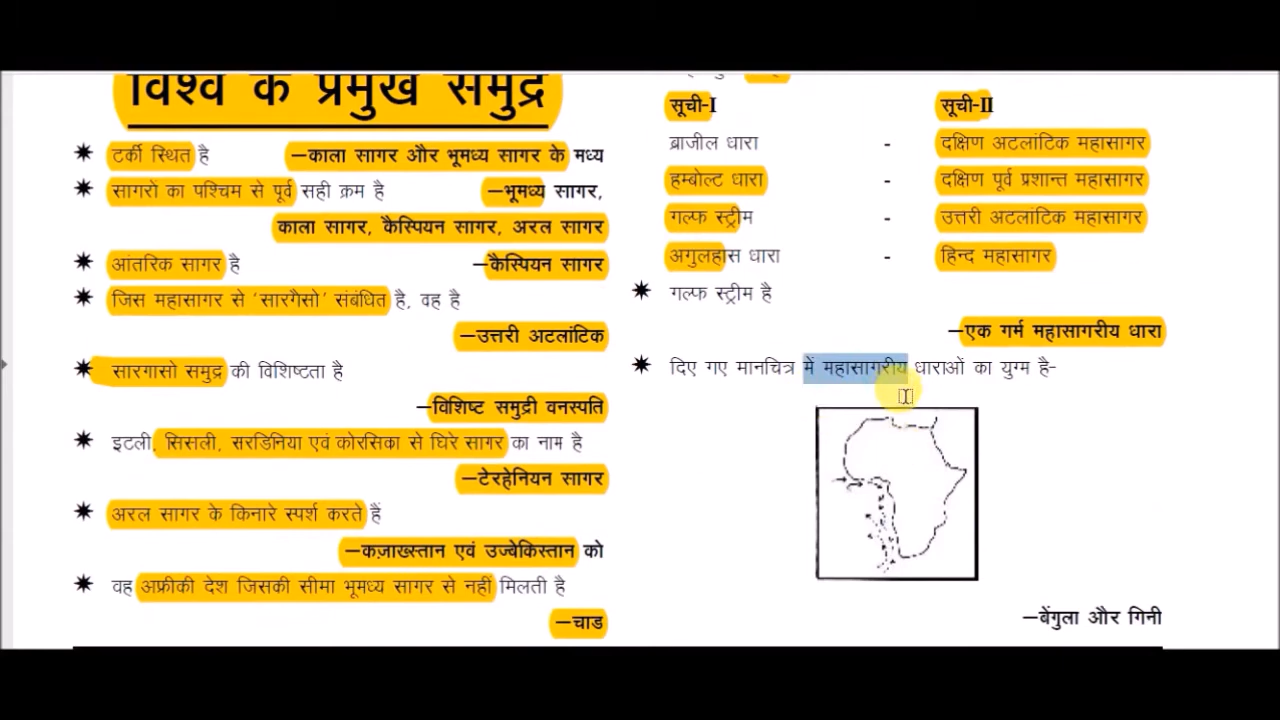 विश्व के प्रमुख समुद्र
✷ टर्की स्थित है –काला सागर और भूमध्य सागर के मध्य
✷ सागरों का पश्चिम से पूर्व सही क्रम है –भूमध्य सागर,
काला सागर, कैस्पियन सागर, अरल सागर
✷ आंतरिक सागर है –कैस्पियन सागर
✷ जिस महासागर से ‘सारगैसो’ संबंधित है, वह है
–उत्तरी अटलांटिक
✷ सारगासो समुद्र की विशिष्टता है
–विशिष्ट समुद्री वनस्पति
✷ इटली, सिसली, सरडिनिया एवं कोरसिका से घिरे सागर का नाम है
–टेरहेनियन सागर
✷ अरल सागर के किनारे स्पर्श करते हैं
–कज़ाख्स्तान एवं उज्बेकिस्तान को
✷ वह अफ्रीकी देश जिसकी सीमा भूमध्य सागर से नहीं मिलती है
–चाड
सूची-I सूची-II
ब्राजील धारा - दक्षिण अटलांटिक महासागर
हम्बोल्ट धारा - दक्षिण पूर्व प्रशान्त महासागर
गल्फ स्ट्रीम - उत्तरी अटलांटिक महासागर
अगुलहास धारा - हिन्द महासागर
✷ गल्फ स्ट्रीम है
–एक गर्म महासागरीय धारा
✷ दिए गए मानचित्र में महासागरीय धाराओं का युग्म है-
–बेंगुला और गिनी